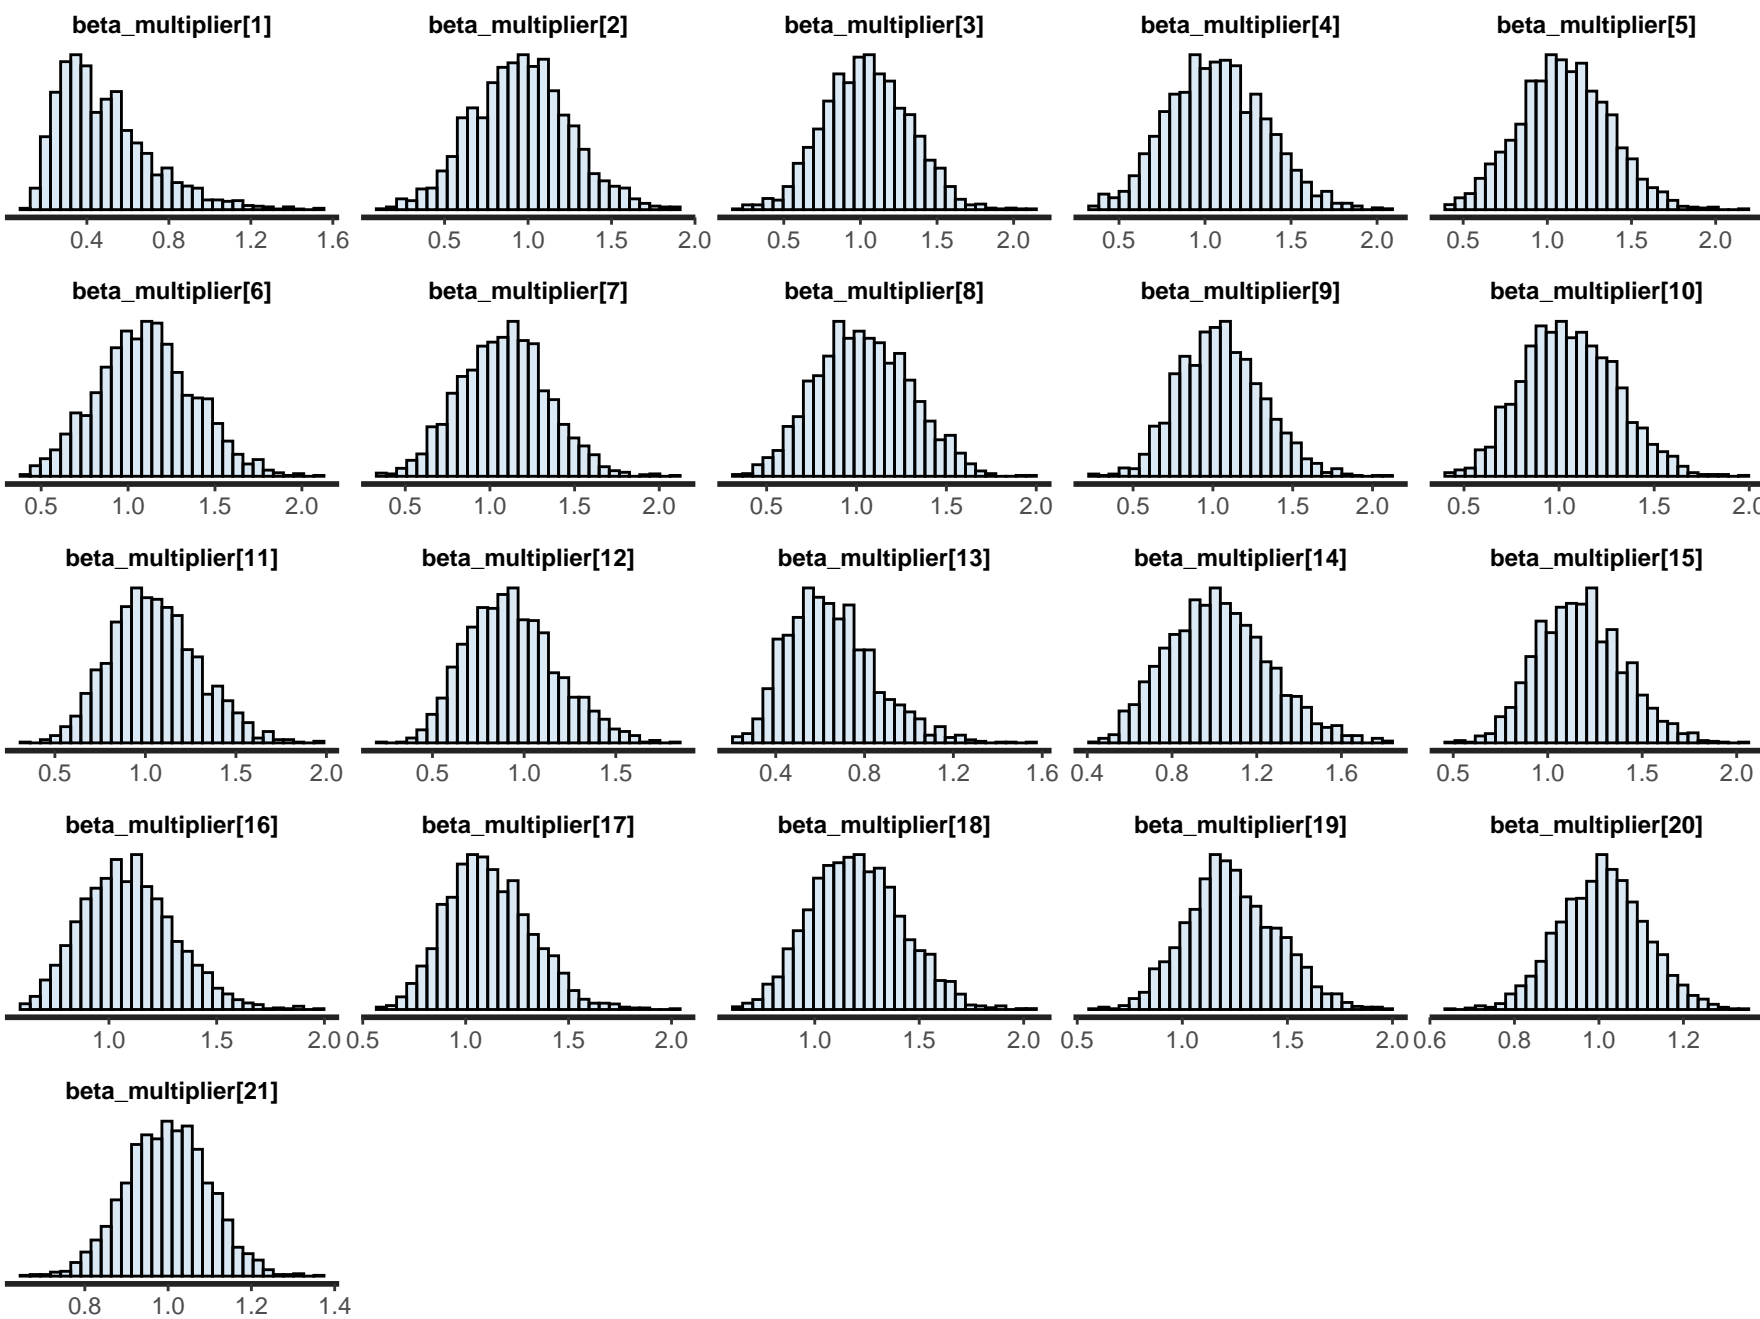 beta_multiplier[1] beta_multiplier[2] beta_multiplier[3] beta_multiplier[4] beta_multiplier[5]
0.4 0.8 1.2 1.6 0.5 1.0 1.5 2.0 0.5 1.0 1.5 2.0 0.5 1.0 1.5 2.0 0.5 1.0 1.5 2.0
beta_multiplier[6] beta_multiplier[7] beta_multiplier[8] beta_multiplier[9] beta_multiplier[10]
0.5 1.0 1.5 2.0 0.5 1.0 1.5 2.0 0.5 1.0 1.5 2.0 0.5 1.0 1.5 2.0 0.5 1.0 1.5 2.0
beta_multiplier[11] beta_multiplier[12] beta_multiplier[13] beta_multiplier[14] beta_multiplier[15]
0.5 1.0 1.5 2.0 0.5 1.0 1.5 0.4 0.8 1.2 1.6 0.4 0.8 1.2 1.6 0.5 1.0 1.5 2.0
beta_multiplier[16] beta_multiplier[17] beta_multiplier[18] beta_multiplier[19] beta_multiplier[20]
1.0 1.5 2.0 0.5 1.0 1.5 2.0 1.0 1.5 2.0 0.5 1.0 1.5 2.0 0.6 0.8 1.0 1.2
beta_multiplier[21]
0.8 1.0 1.2 1.4